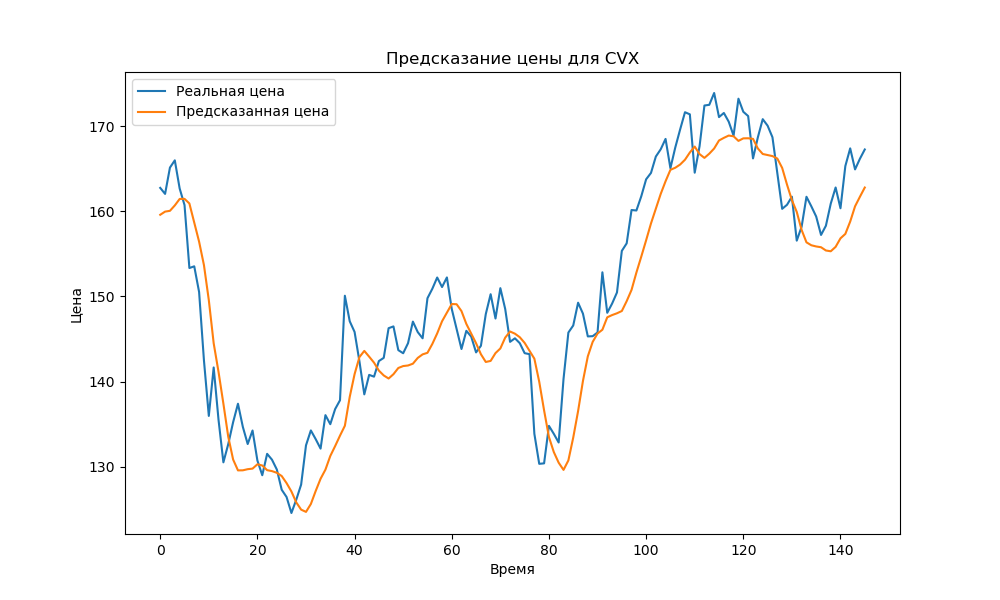 Предсказание цены для CVX
Реальная цена
Предсказанная цена
Цена
170
160
150
140
130
0 20 40 60 80 100 120 140
Время